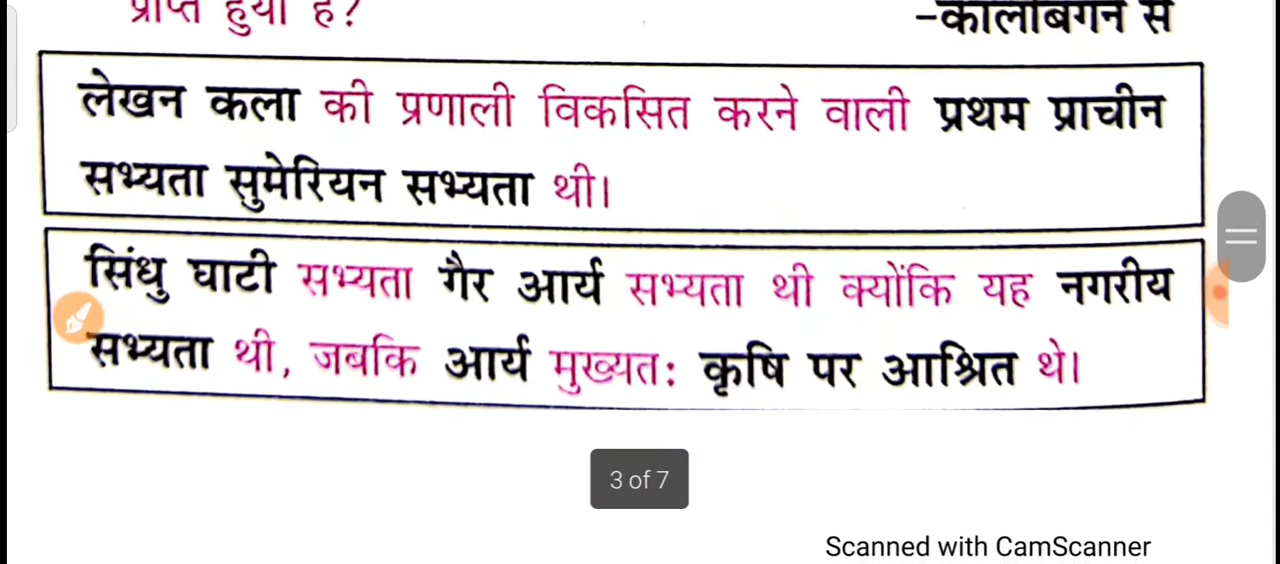 प्राप्त हुयी है?
-कालीबंगन से
लेखन कला की प्रणाली विकसित करने वाली प्रथम प्राचीन
सभ्यता सुमेरियन सभ्यता थी।
सिंधु घाटी सभ्यता गैर आर्य सभ्यता थी क्योंकि यह नगरीय
सभ्यता थी, जबकि आर्य मुख्यत: कृषि पर आश्रित थे।
3 of 7
Scanned with CamScanner